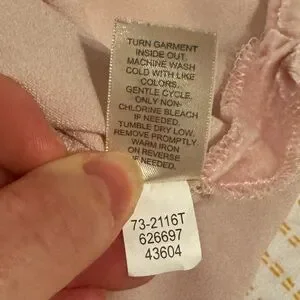 TURN GARMENT
INSIDE OUT.
MACHINE WASH
COLD WITH LIKE
COLORS.
GENTLE CYCLE.
ONLY NON-
CHLORINE BLEACH
IF NEEDED.
TUMBLE DRY LOW.
REMOVE PROMPTLY.
WARM IRON
ON REVERSE
IF NEEDED.
73-2116T
626697
43604